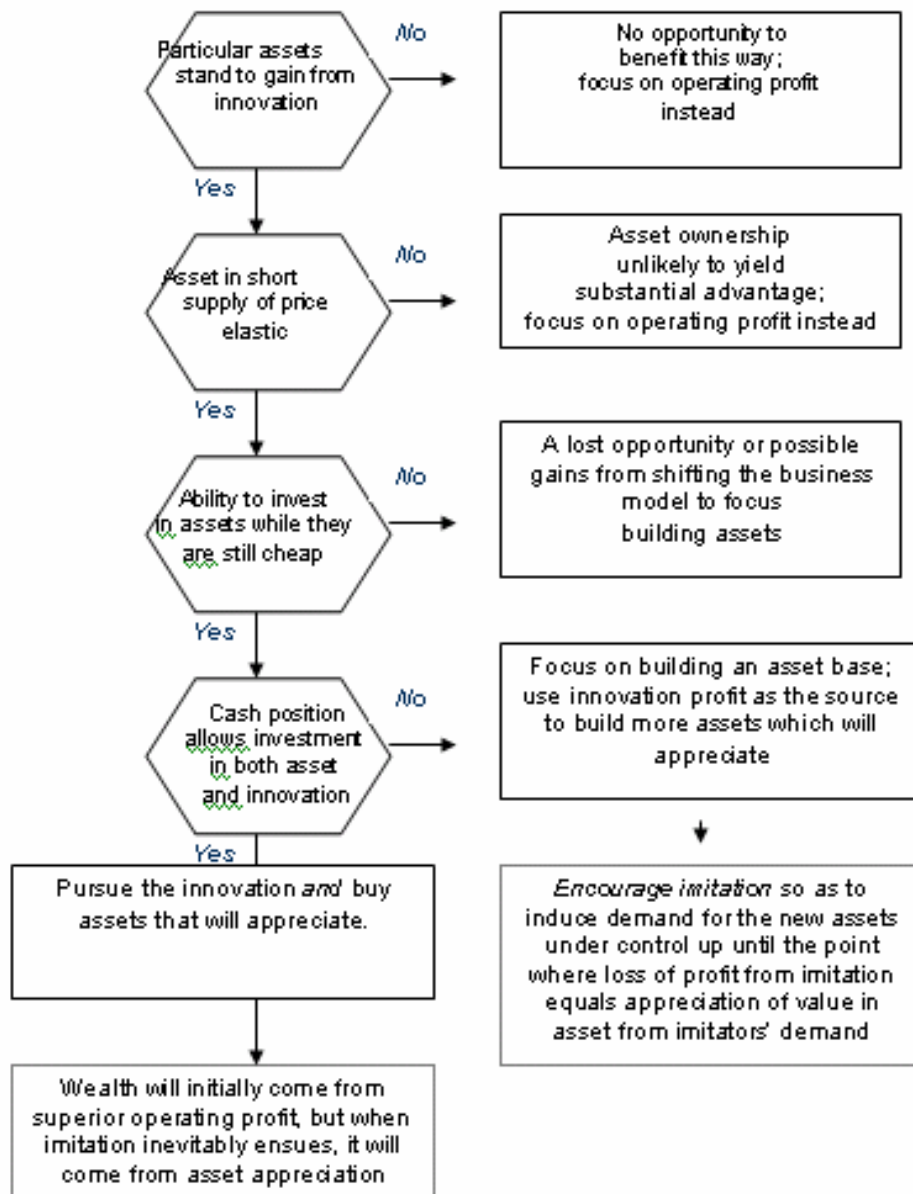 Particular assets
stand to gain from
innovation
No
No opportunity to
benefit this way;
focus on operating profit
instead
Yes
Asset in short
supply of price
elastic
No
Asset ownership
unlikely to yield
substantial advantage;
focus on operating profit instead
Yes
Ability to invest
in assets while they
are still cheap
No
A lost opportunity or possible
gains from shifting the business
model to focus
building assets
Yes
Cash position
allows investment
in both asset
and innovation
No
Focus on building an asset base;
use innovation profit as the source
to build more assets which will
appreciate
Yes
Pursue the innovation and buy
assets that will appreciate.
Encourage imitation so as to
induce demand for the new assets
under control up until the point
where loss of profit from imitation
equals appreciation of value in
asset from imitators' demand
Wealth will initially come from
superior operating profit, but when
imitation inevitably ensues, it will
come from asset appreciation